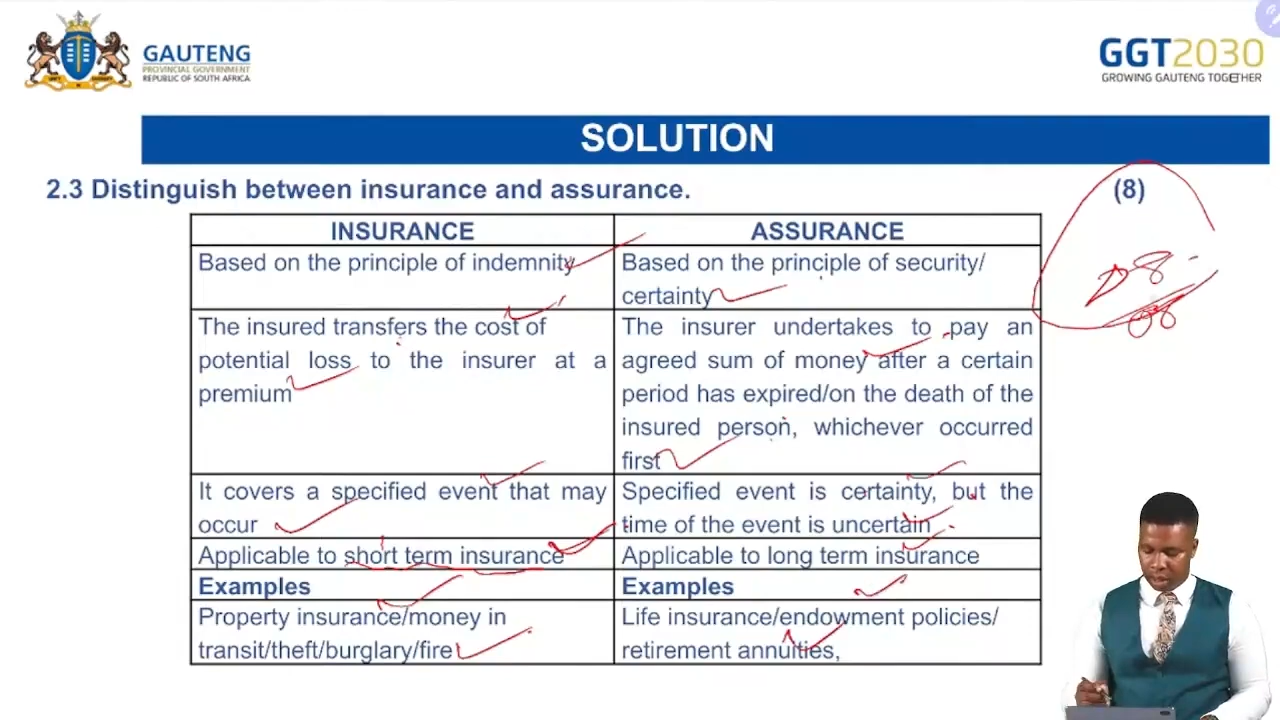 GAUTENG
PROVINCIAL GOVERNMENT
REPUBLIC OF SOUTH AFRICA
GGT2030
GROWING GAUTENG TOGETHER
SOLUTION
2.3 Distinguish between insurance and assurance. (8)
INSURANCE
ASSURANCE
Based on the principle of indemnity
Based on the principle of security/
certainty
The insured transfers the cost of
potential loss to the insurer at a
premium
The insurer undertakes to pay an
agreed sum of money after a certain
period has expired/on the death of the
insured person, whichever occurred
first
It covers a specified event that may
occur
Specified event is certainty, but the
time of the event is uncertain
Applicable to short term insurance
Applicable to long term insurance
Examples
Examples
Property insurance/money in
transit/theft/burglary/fire
Life insurance/endowment policies/
retirement annuities,